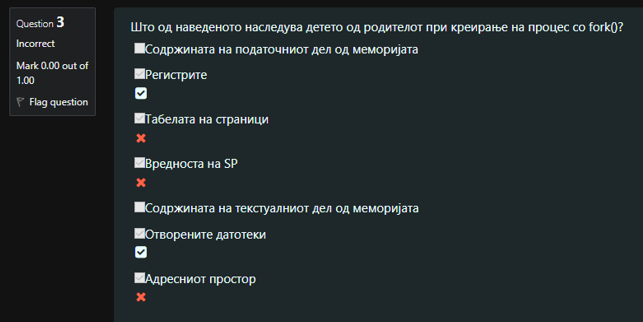 Question 3
Incorrect
Mark 0.00 out of
1.00
Flag question
Што од наведеното наследува детето од родителот при креирање на процес со fork()?
Содржината на податочниот дел од меморијата
Регистрите
Табелата на страници
Вредноста на SP
Содржината на текстуалниот дел од меморијата
Отворените датотеки
Адресниот простор